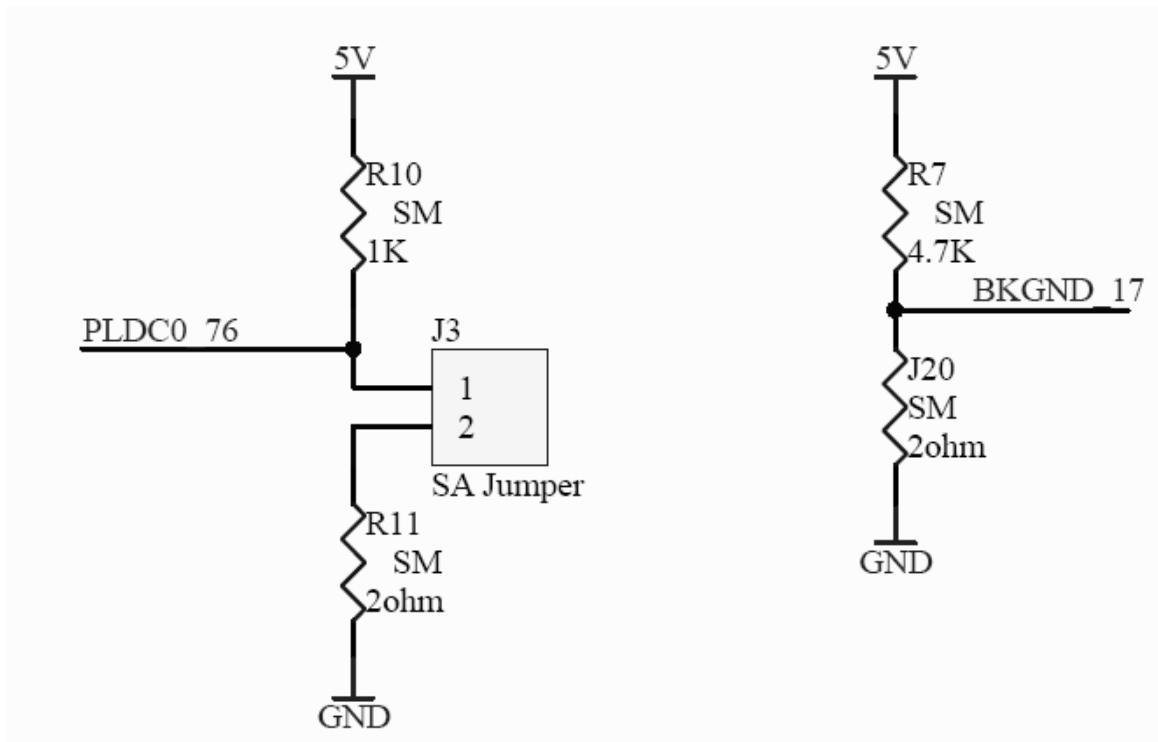 5V
R10
SM
1K
PLDC0_76
J3
1
2
SA Jumper
R11
SM
2ohm
GND
5V
R7
SM
4.7K
BKGND_17
J20
SM
2ohm
GND